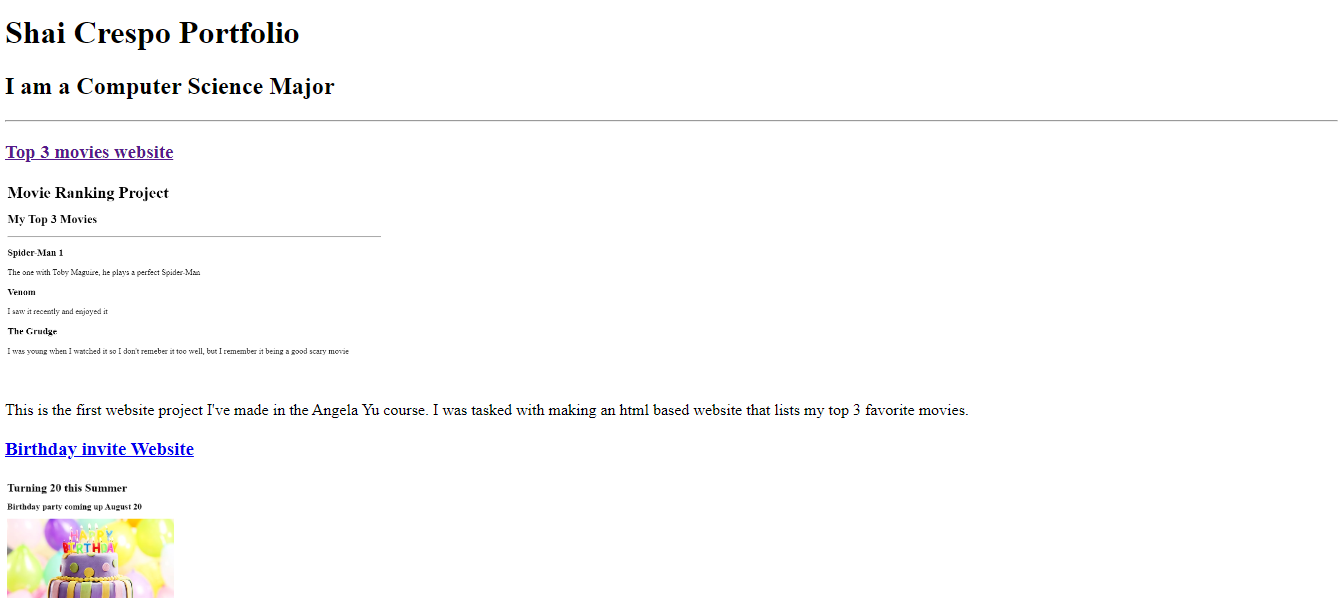 Shai Crespo Portfolio
I am a Computer Science Major
Top 3 movies website
Movie Ranking Project
My Top 3 Movies
Spider-Man 1
The one with Toby Maguire, he plays a perfect Spider-Man
Venom
I saw it recently and enjoyed it
The Grudge
I was young when I watched it so I don't remeber it too well, but I remember it being a good scary movie
This is the first website project I've made in the Angela Yu course. I was tasked with making an html based website that lists my top 3 favorite movies.
Birthday invite Website
Turning 20 this Summer
Birthday party coming up August 20
HAPPY
BIRTHDAY